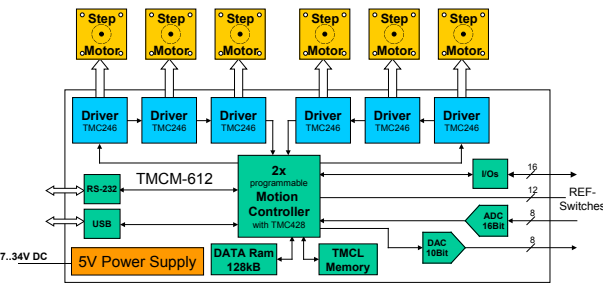 Step Step Step Step Step Step
Motor Motor Motor Motor Motor Motor
Driver Driver Driver Driver Driver Driver
TMC246 TMC246 TMC246 TMC246 TMC246 TMC246
TMCM-612
RS-232
USB
2x
programmable
Motion
Controller
with TMC428
I/Os
16
12
REF-
Switches
ADC
16Bit
8
DAC
10Bit
8
7..34V DC
5V Power Supply
DATA Ram
128kB
TMCL
Memory